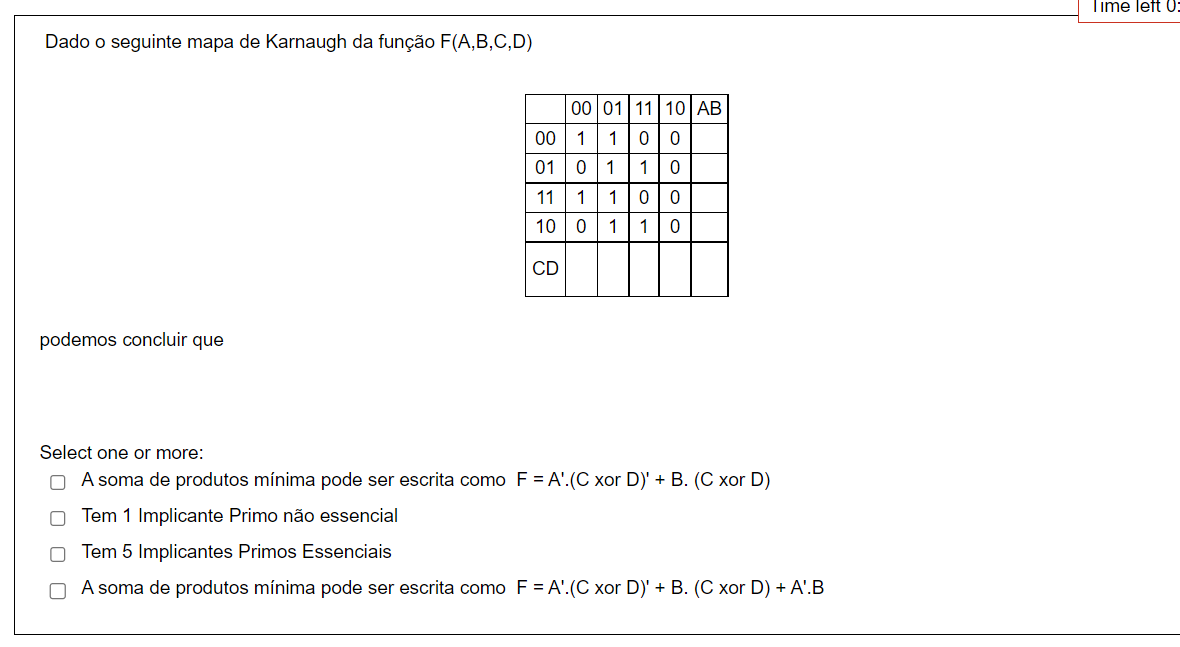 Time left 0:
Dado o seguinte mapa de Karnaugh da função F(A,B,C,D)
00 01 11 10 AB
00 1 1 0 0
01 0 1 1 0
11 1 1 0 0
10 0 1 1 0
CD
podemos concluir que
Select one or more:
A soma de produtos mínima pode ser escrita como F = A'.(C xor D)' + B. (C xor D)
Tem 1 Implicante Primo não essencial
Tem 5 Implicantes Primos Essenciais
A soma de produtos mínima pode ser escrita como F = A'.(C xor D)' + B. (C xor D) + A'.B